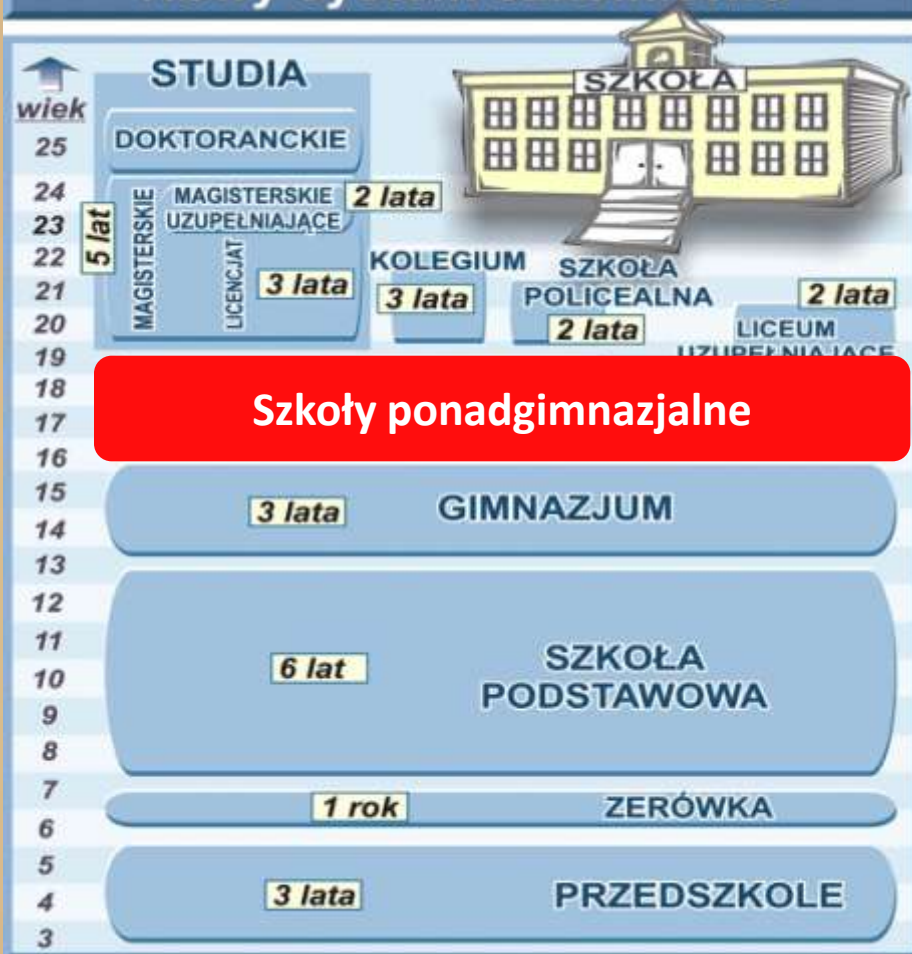 STUDIA
SZKOŁA
wiek
25
DOKTORANCKIE
24
MAGISTERSKIE
2 lata
23
UZUPEŁNIAJĄCE
5 lat
MAGISTERSKIE
LICENCJAT
22
KOLEGIUM
SZKOŁA
21
3 lata
3 lata
POLICEALNA
2 lata
20
2 lata
LICEUM
19
UZUPEŁNIAJĄCE
18
Szkoły ponadgimnazjalne
17
16
15
3 lata
GIMNAZJUM
14
13
12
11
6 lat
SZKOŁA
10
PODSTAWOWA
9
8
7
1 rok
ZERÓWKA
6
5
4
3 lata
PRZEDSZKOLE
3